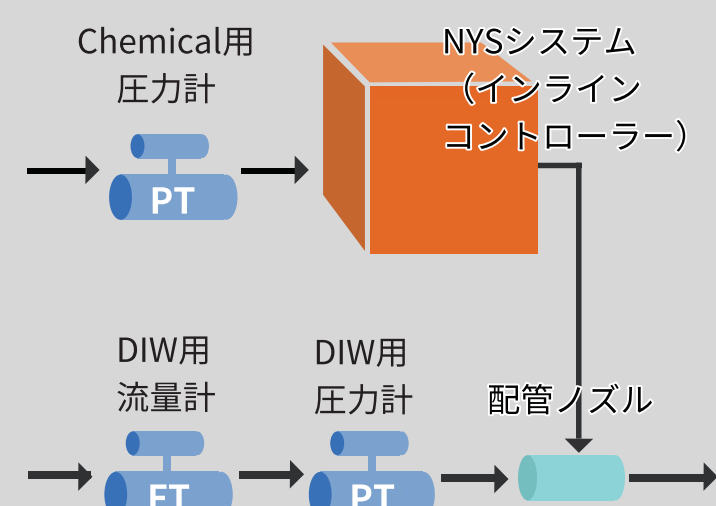 Chemical用
圧力計
NYSシステム
（インライン
コントローラー）
PT
DIW用
流量計
DIW用
圧力計
配管ノズル
FT
PT